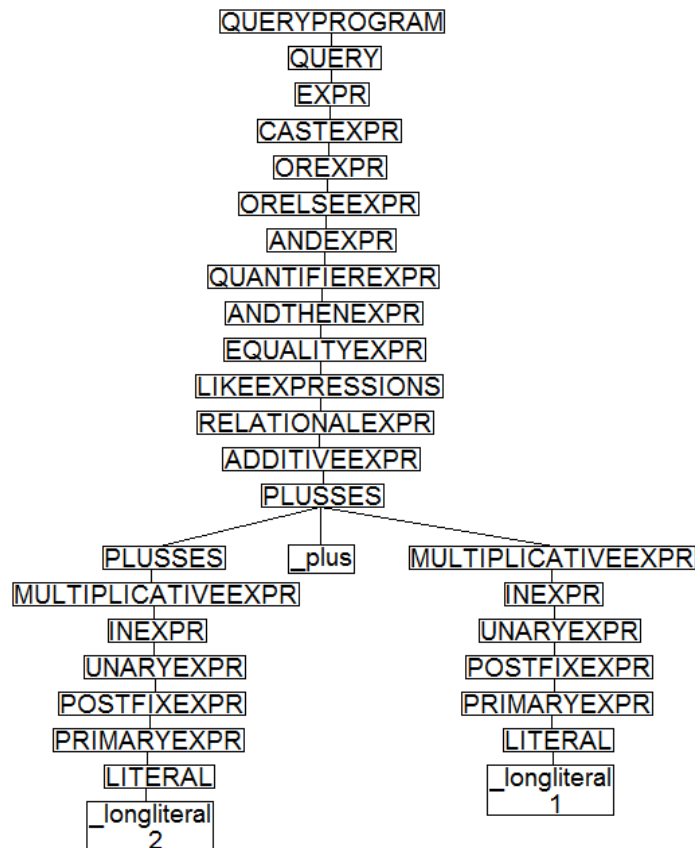 QUERYPROGRAM
QUERY
EXPR
CASTEXPR
OREXPR
ORELSEEXPR
ANDEXPR
QUANTIFIEREXPR
ANDTHENEXPR
EQUALITYEXPR
LIKEEXPRESSIONS
RELATIONALEXPR
ADDITIVEEXPR
PLUSSES
PLUSSES
_plus
MULTIPLICATIVEEXPR
MULTIPLICATIVEEXPR
INEXPR
INEXPR
UNARYEXPR
UNARYEXPR
POSTFIXEXPR
POSTFIXEXPR
PRIMARYEXPR
PRIMARYEXPR
LITERAL
LITERAL
_longliteral
1
_longliteral
2